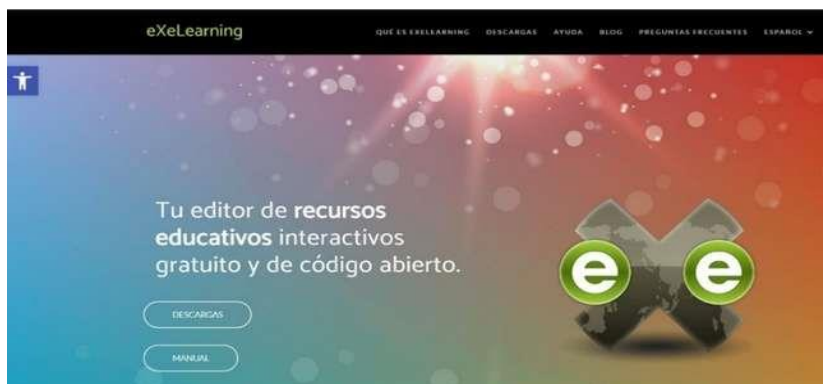 eXeLearning
QUÉ ES EXELEARNING DESCARGAS AYUDA BLOG PREGUNTAS FRECUENTES ESPAÑOL
Tu editor de recursos
educativos interactivos
gratuito y de código abierto.
e e
DESCARGAS
MANUAL